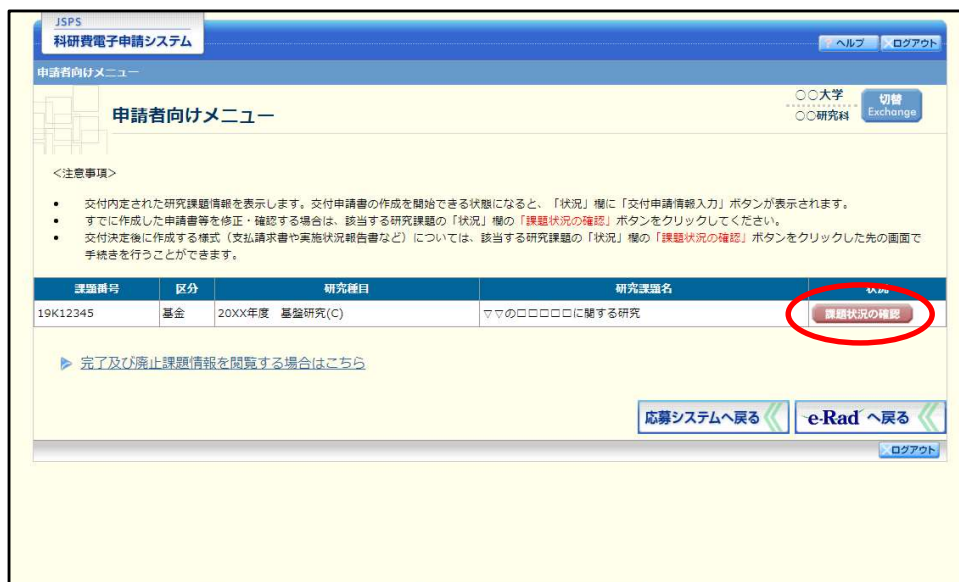 JSPS
科研費電子申請システム
? ヘルプ
×ログアウト
申請者向けメニュー
申請者向けメニュー
○○大学
○○研究科
切替
Exchange
<注意事項>
• 交付内定された研究課題情報を表示します。交付申請書の作成を開始できる状態になると、「状況」欄に「交付申請情報入力」ボタンが表示されます。
• すでに作成した申請書等を修正・確認する場合は、該当する研究課題の「状況」欄の「課題状況の確認」ボタンをクリックしてください。
• 交付決定後に作成する様式（支払請求書や実施状況報告書など）については、該当する研究課題の「状況」欄の「課題状況の確認」ボタンをクリックした先の画面で
手続きを行うことができます。
課題番号 区分 研究種目 研究課題名 状況
19K12345 基金 20XX年度 基盤研究(C) ▽▽の□□□□□に関する研究 課題状況の確認
完了及び廃止課題情報を閲覧する場合はこちら
応募システムへ戻る
e-Rad へ戻る
×ログアウト